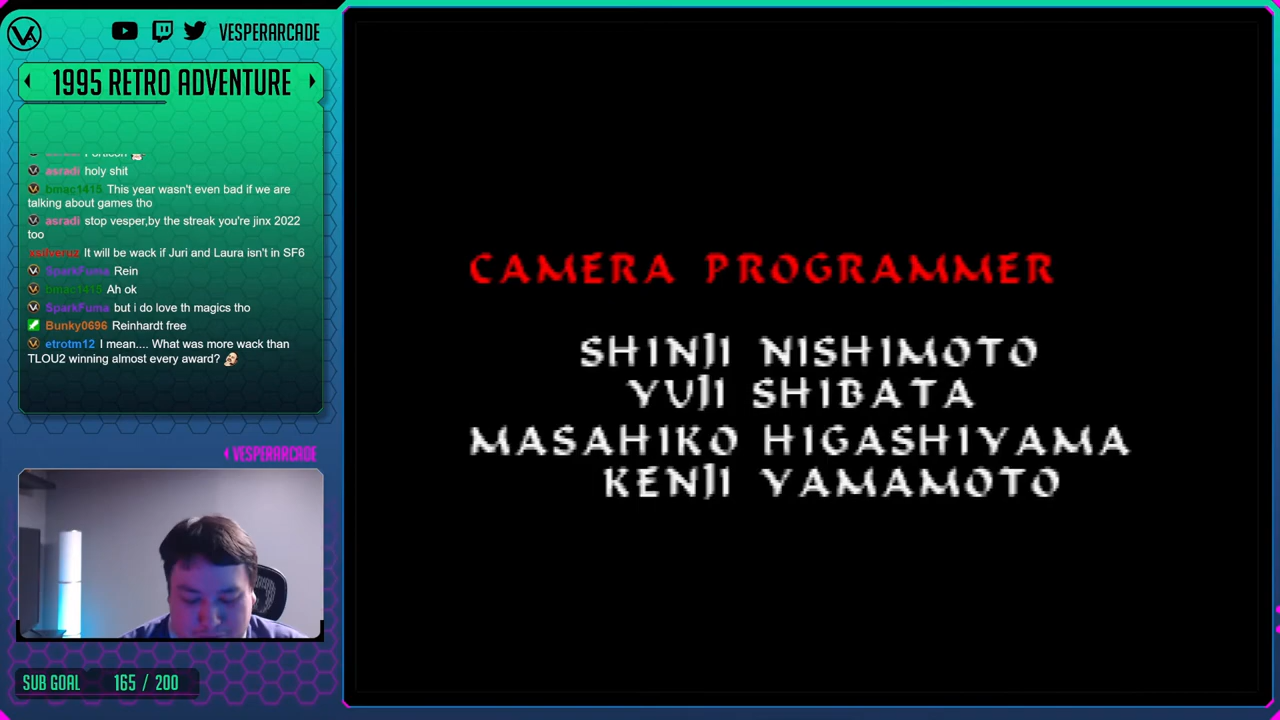 VESPERARCADE
1995 RETRO ADVENTURE
asradi holy shit
bmac1415 This year wasn't even bad if we are
talking about games tho
asradi stop vesper,by the streak you're jinx 2022
too
It will be wack if Juri and Laura isn't in SF6
SparkFuma Rein
bmac1415 Ah ok
SparkFuma but i do love th magics tho
Bunky0696 Reinhardt free
etrotm12 I mean.... What was more wack than
TLOU2 winning almost every award?
VESPERARCADE
SUB GOAL 165 / 200
CAMERA PROGRAMMER
SHINJI NISHIMOTO
YUJI SHIBATA
MASAHIKO HIGASHIYAMA
KENJI YAMAMOTO